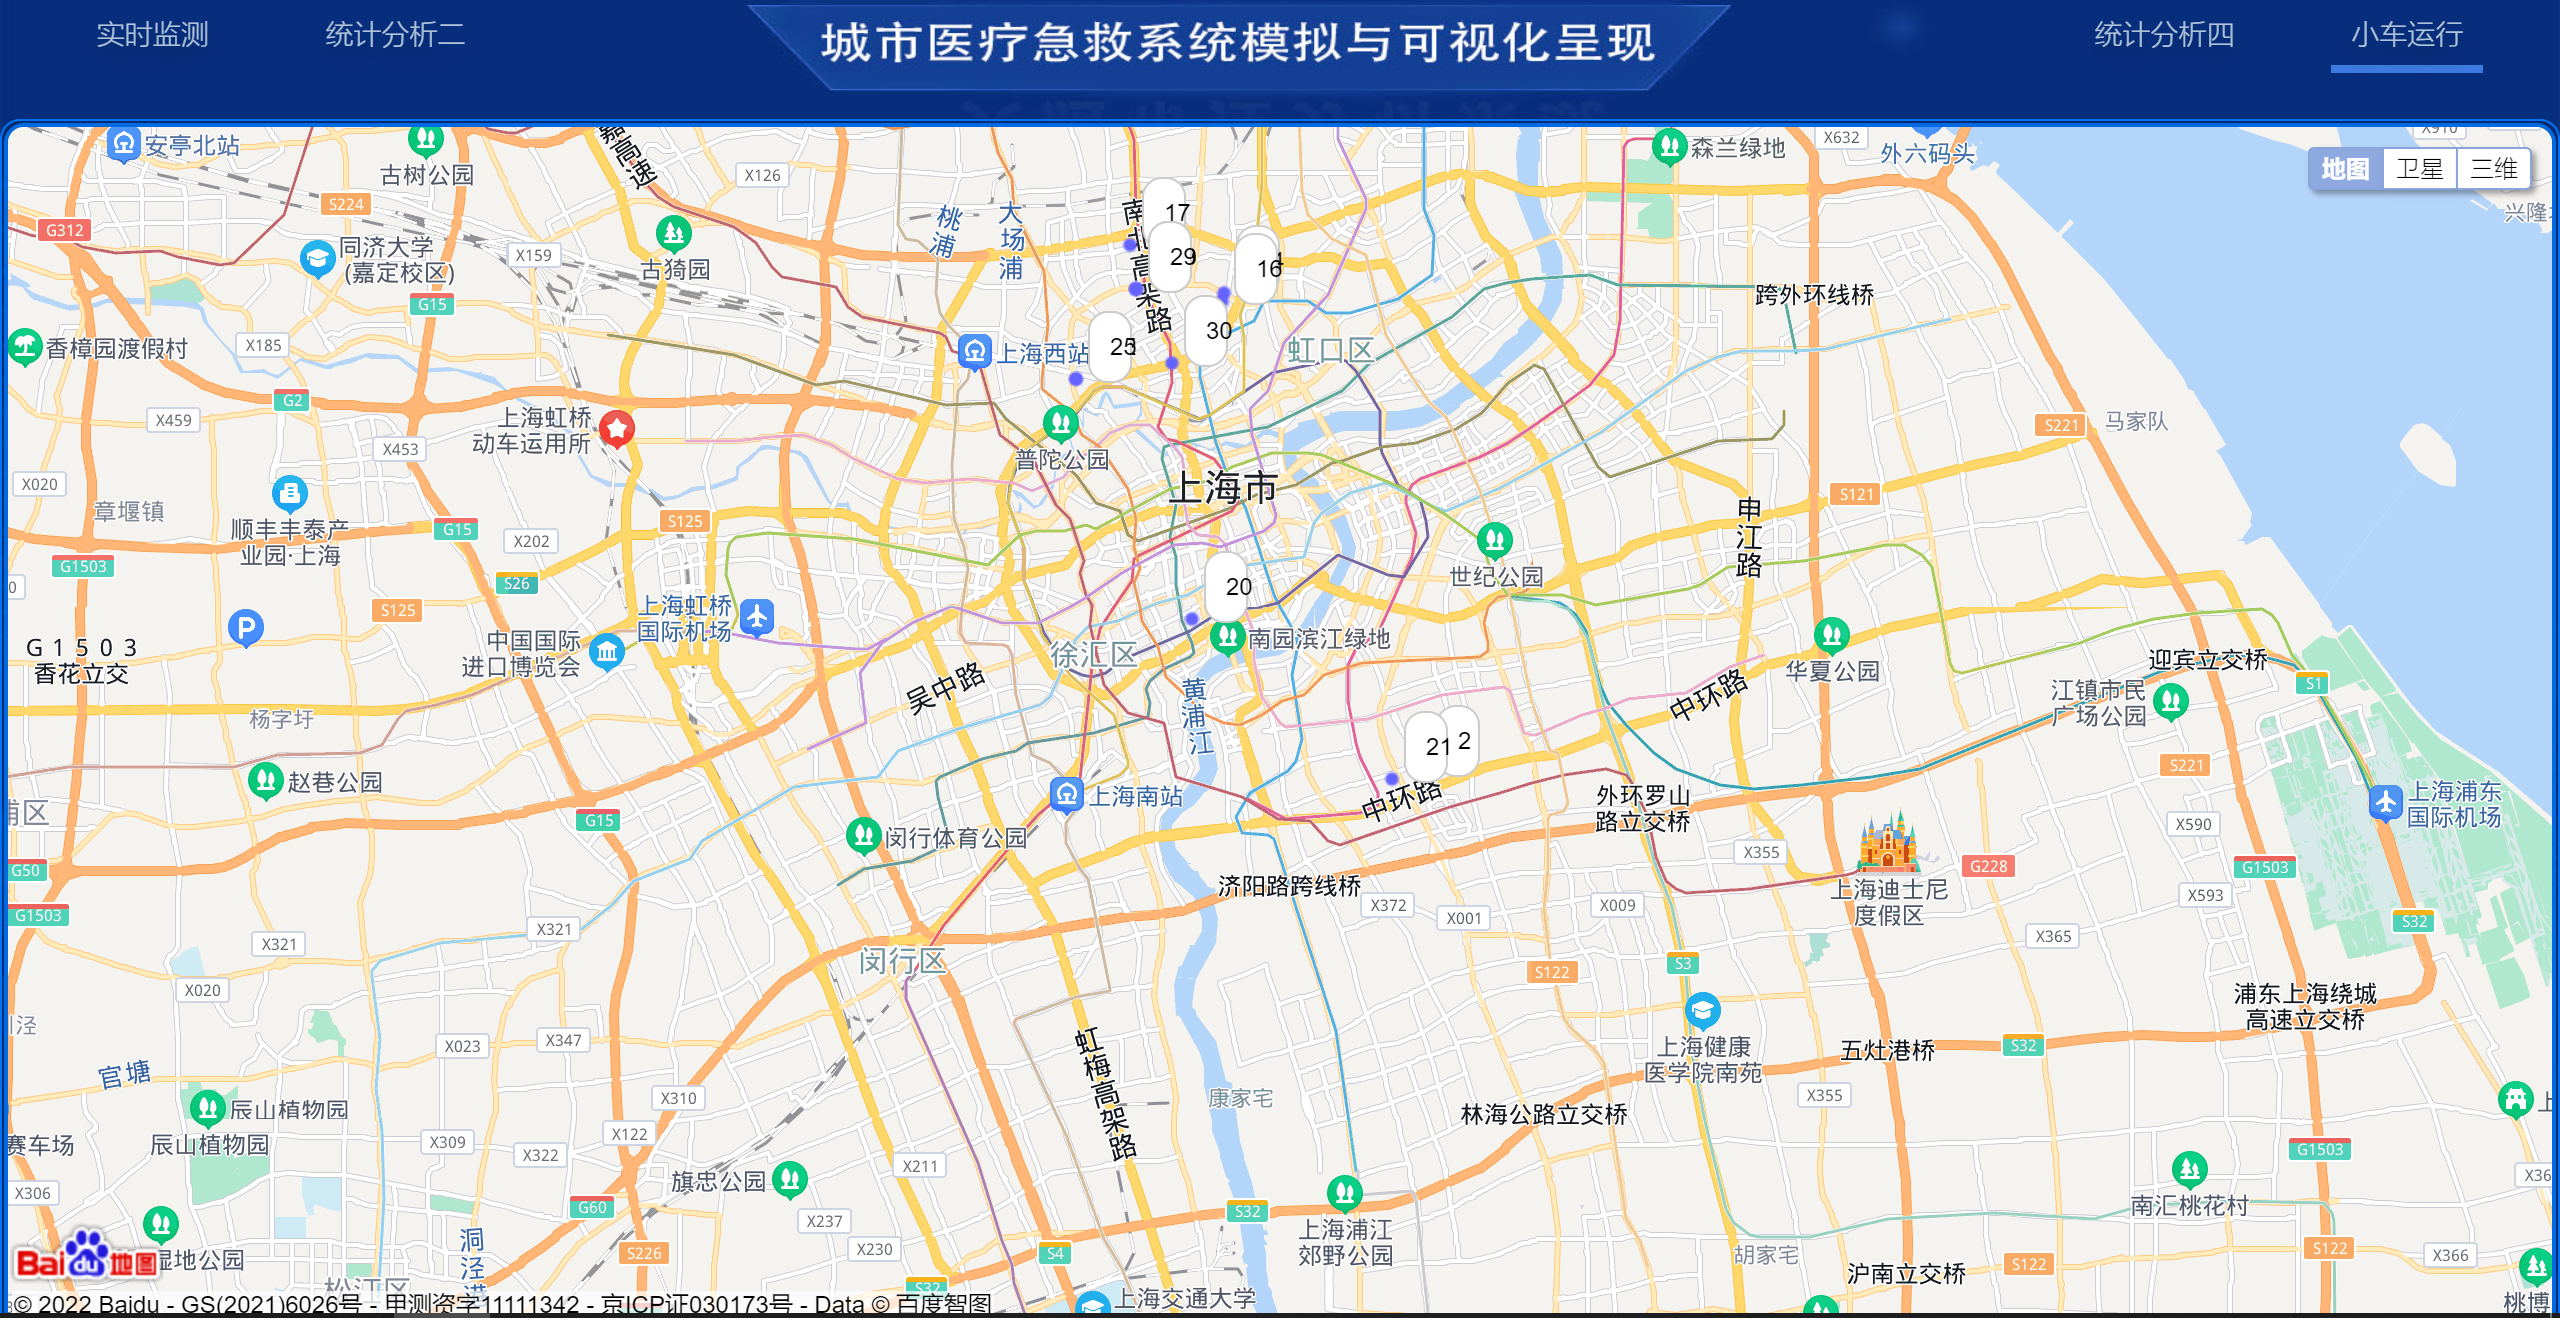 实时监测
统计分析二
城市医疗急救系统模拟与可视化呈现
统计分析四
小车运行
安亭北站
古树公园
嘉高速
X126
森兰绿地
X632
外六码头
X910
地图
卫星
三维
兴隆
S224
G312
同济大学
(嘉定校区)
X159
古猗园
桃浦
大场浦
南北高架路
17
29
16
30
25
跨外环线桥
G15
香樟园渡假村
X185
上海西站
虹口区
G2
X459
上海虹桥
动车运用所
X453
普陀公园
S221
马家队
X020
章堰镇
顺丰丰泰产
业园·上海
G15
S125
X202
上海市
S121
申江路
世纪公园
G1503
0
S26
S125
20
G1503
香花立交
中国国际
进口博览会
上海虹桥
国际机场
徐汇区
南园滨江绿地
吴中路
黄浦江
华夏公园
中环路
迎宾立交桥
S1
江镇市民
广场公园
杨字圩
21
2
中环路
S221
赵巷公园
浦区
G15
上海南站
闵行体育公园
外环罗山
路立交桥
X355
上海迪士尼
度假区
G228
X590
上海浦东
国际机场
G50
G1503
G1503
X593
济阳路跨线桥
X372
X001
X009
S32
X321
X321
X365
闵行区
X020
S122
S3
浦东上海绕城
高速立交桥
泾
X023
X347
虹梅高架路
上海健康
医学院南苑
五灶港桥
S32
官塘
X310
康家宅
X355
林海公路立交桥
上
辰山植物园
辰山植物园
赛车场
X309
X122
X322
X211
G1503
X306
旗忠公园
X36
G60
X237
S32
上海浦江
郊野公园
南汇桃花村
Bai du 地图
湿地公园
洞泾港
S226
X230
S4
胡家宅
S122
X366
松江区
S32
沪南立交桥
S122
桃博
© 2022 Baidu - GS(2021)6026号 - 甲测资字11111342 - 京ICP证030173号 - Data © 百度智图
上海交通大学